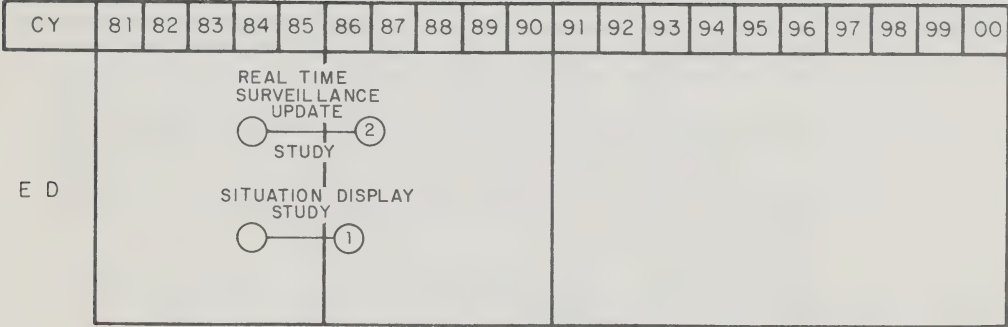 CY 81 82 83 84 85 86 87 88 89 90 91 92 93 94 95 96 97 98 99 00
REAL TIME
SURVEILLANCE
UPDATE
2
STUDY
ED
SITUATION DISPLAY
STUDY
1